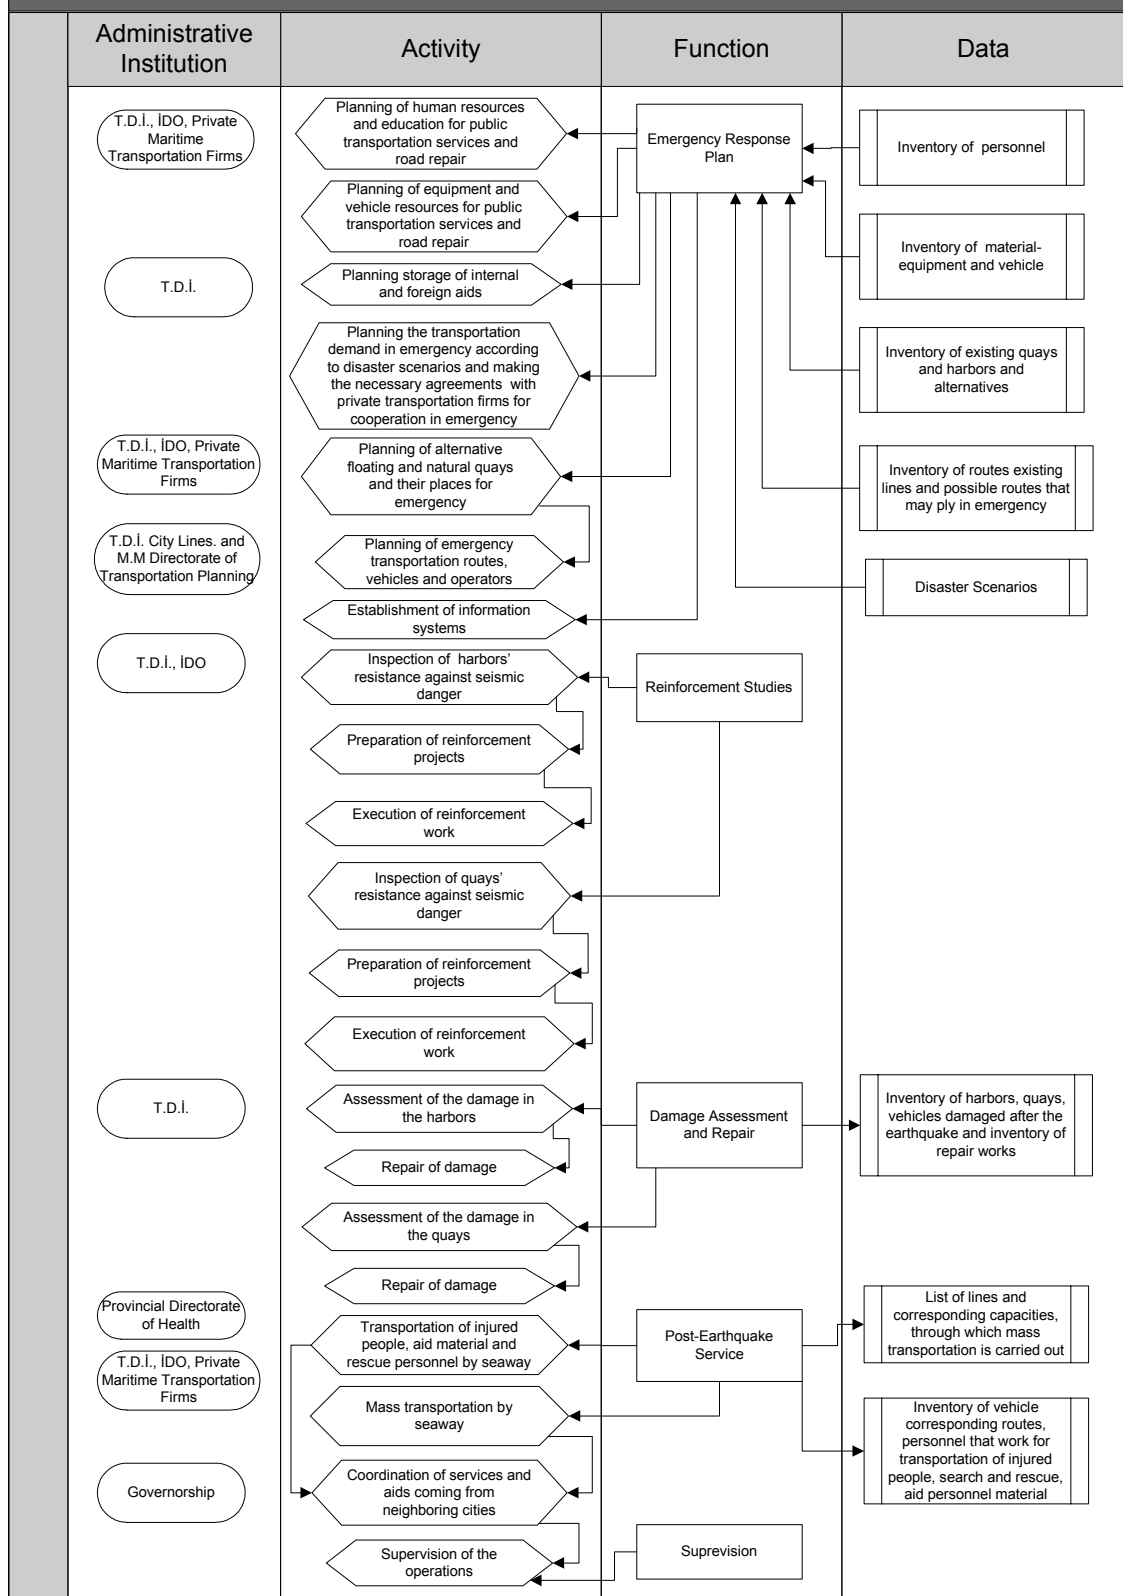 Administrative
Institution
Activity
Function
Data
T.D.İ., İDO, Private
Maritime
Transportation Firms
T.D.İ.
T.D.İ., İDO, Private
Maritime Transportation
Firms
T.D.İ. City Lines. and
M.M Directorate of
Transportation Planning
T.D.İ., İDO
T.D.İ.
Provincial Directorate
of Health
T.D.İ., İDO, Private
Maritime Transportation
Firms
Governorship
Planning of human resources
and education for public
transportation services and
road repair
Planning of equipment and
vehicle resources for public
transportation services and
road repair
Planning storage of internal
and foreign aids
Planning the transportation
demand in emergency according
to disaster scenarios and making
the necessary agreements with
private transportation firms for
cooperation in emergency
Planning of alternative
floating and natural quays
and their places for
emergency
Planning of emergency
transportation routes,
vehicles and operators
Establishment of information
systems
Inspection of harbors'
resistance against seismic
danger
Preparation of reinforcement
projects
Execution of reinforcement
work
Inspection of quays'
resistance against seismic
danger
Preparation of reinforcement
projects
Execution of reinforcement
work
Assessment of the damage in
the harbors
Repair of damage
Assessment of the damage in
the quays
Repair of damage
Transportation of injured
people, aid material and
rescue personnel by seaway
Mass transportation by
seaway
Coordination of services and
aids coming from
neighboring cities
Supervision of the
operations
Emergency Response
Plan
Reinforcement Studies
Damage Assessment
and Repair
Post-Earthquake
Service
Suprevision
Inventory of personnel
Inventory of material-
equipment and vehicle
Inventory of existing quays
and harbors and
alternatives
Inventory of routes existing
lines and possible routes that
may ply in emergency
Disaster Scenarios
Inventory of harbors, quays,
vehicles damaged after the
earthquake and inventory of
repair works
List of lines and
corresponding capacities,
through which mass
transportation is carried out
Inventory of vehicle
corresponding routes,
personnel that work for
transportation of injured
people, search and rescue,
aid personnel material